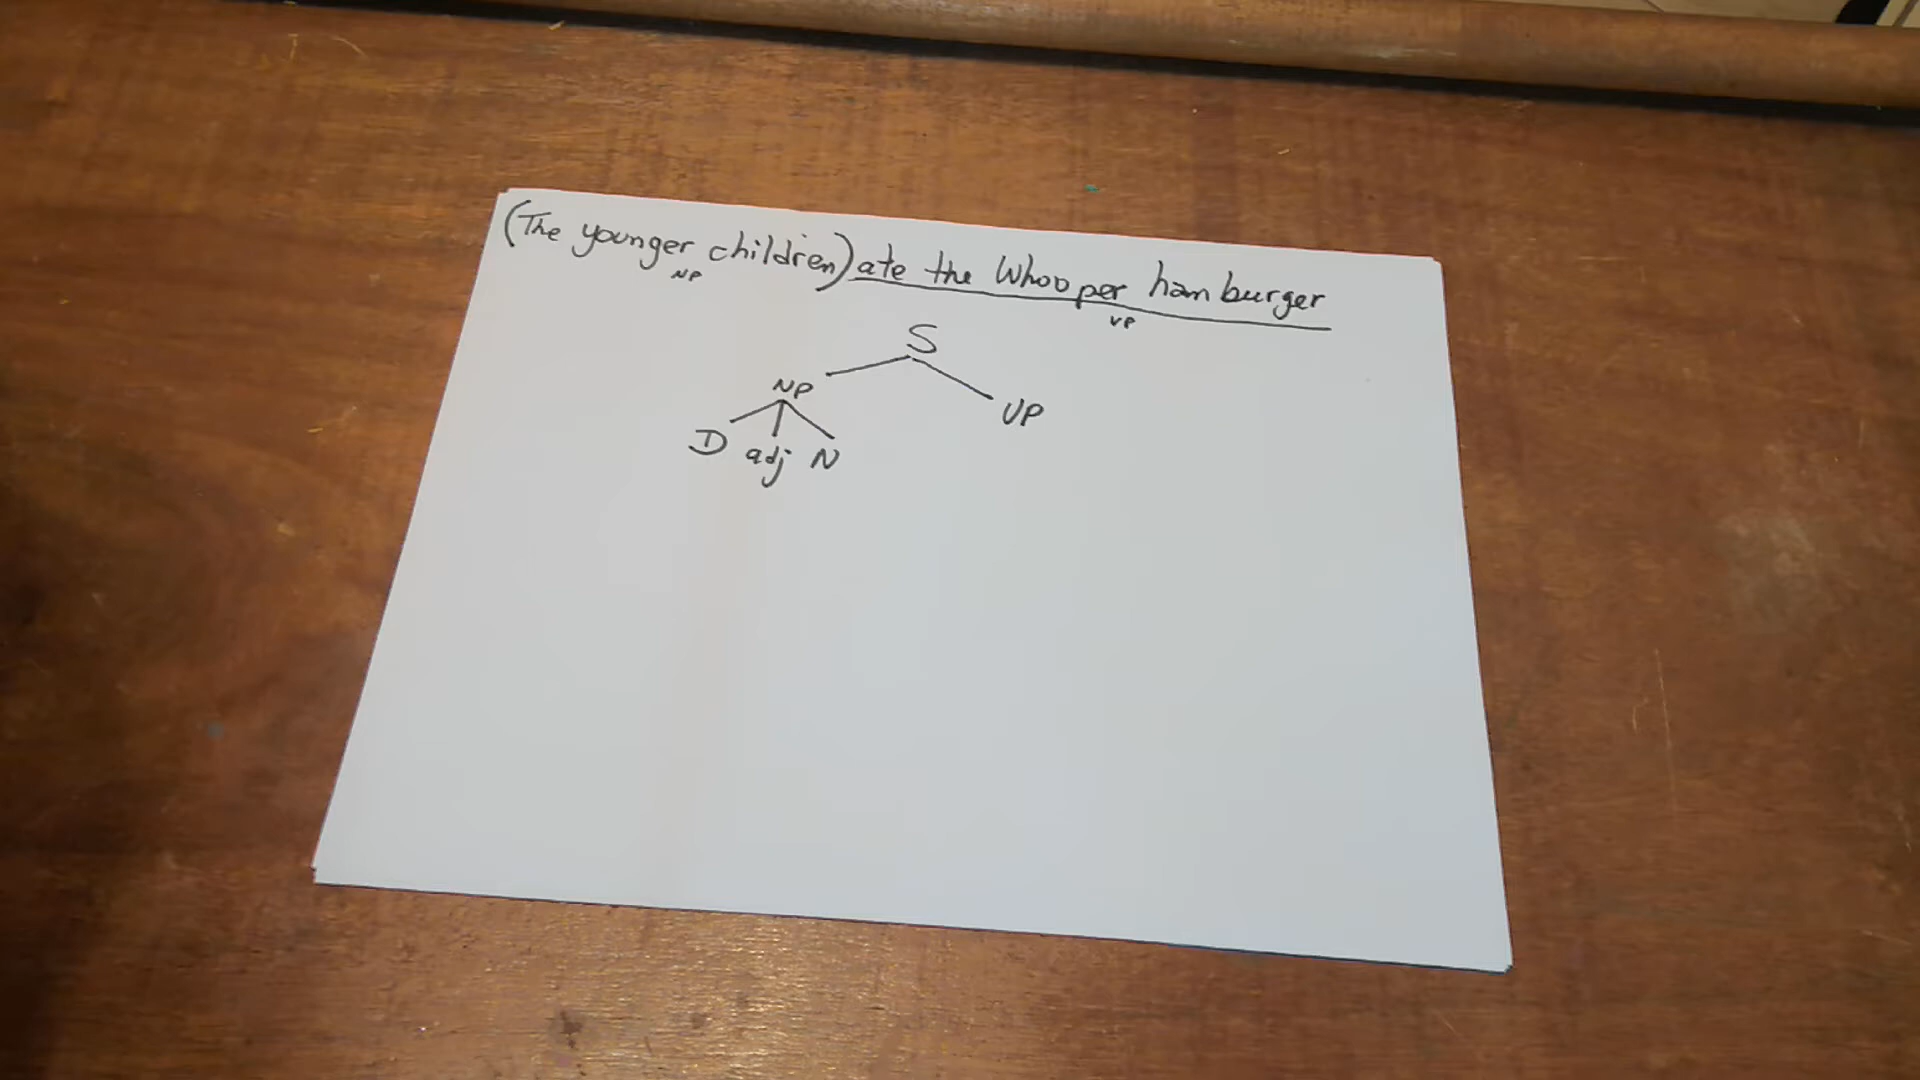 (The younger children) ate the Whooper hamburger
NP VP
S
NP VP
D adj N